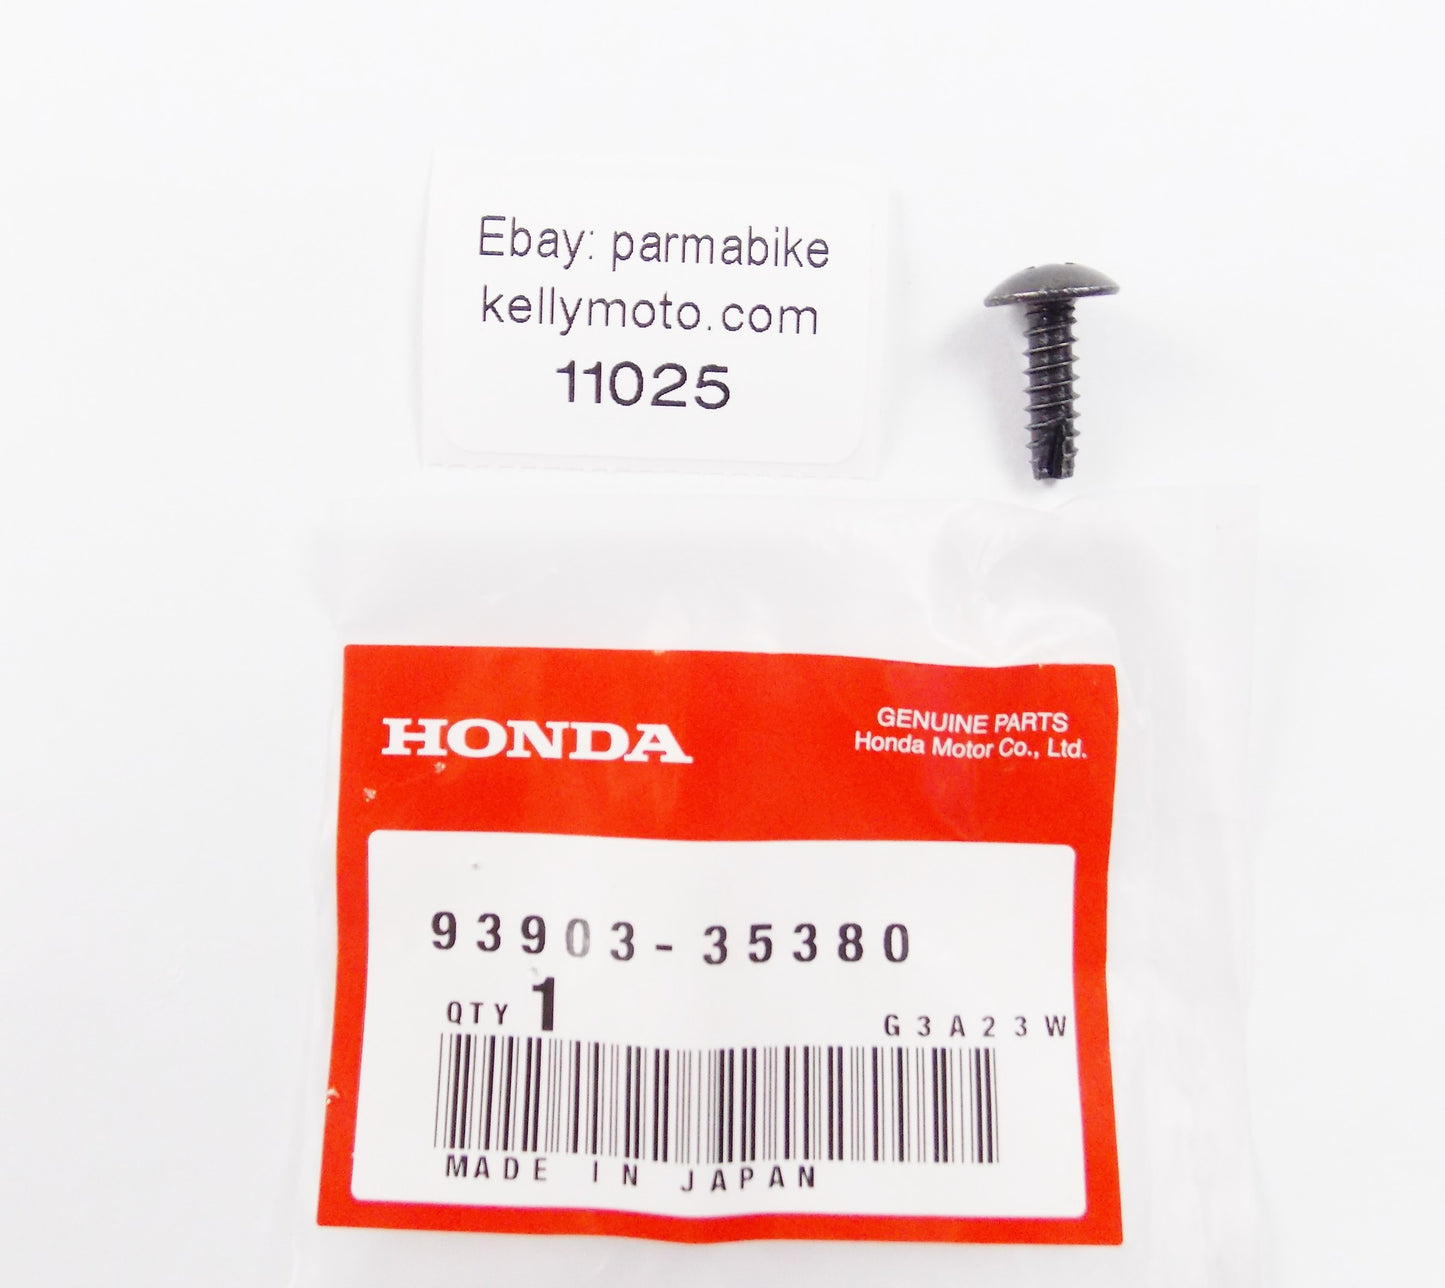 Ebay: parmabike
kellymoto.com
11025
HONDA
GENUINE PARTS
Honda Motor Co., Ltd.
93903-35380
QTY 1
G3A23W
MADE IN JAPAN